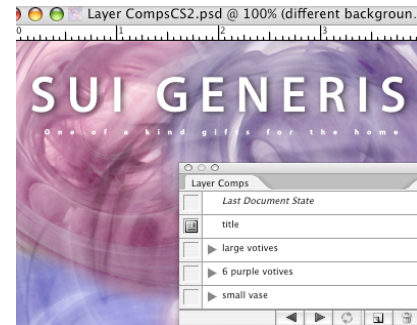 Layer CompsCS2.psd @ 100% (different backgroun...
0 1 2 3
SUI GENERIS
One of a kind gifts for the home
Layer Comps
Last Document State
title
large votives
6 purple votives
small vase